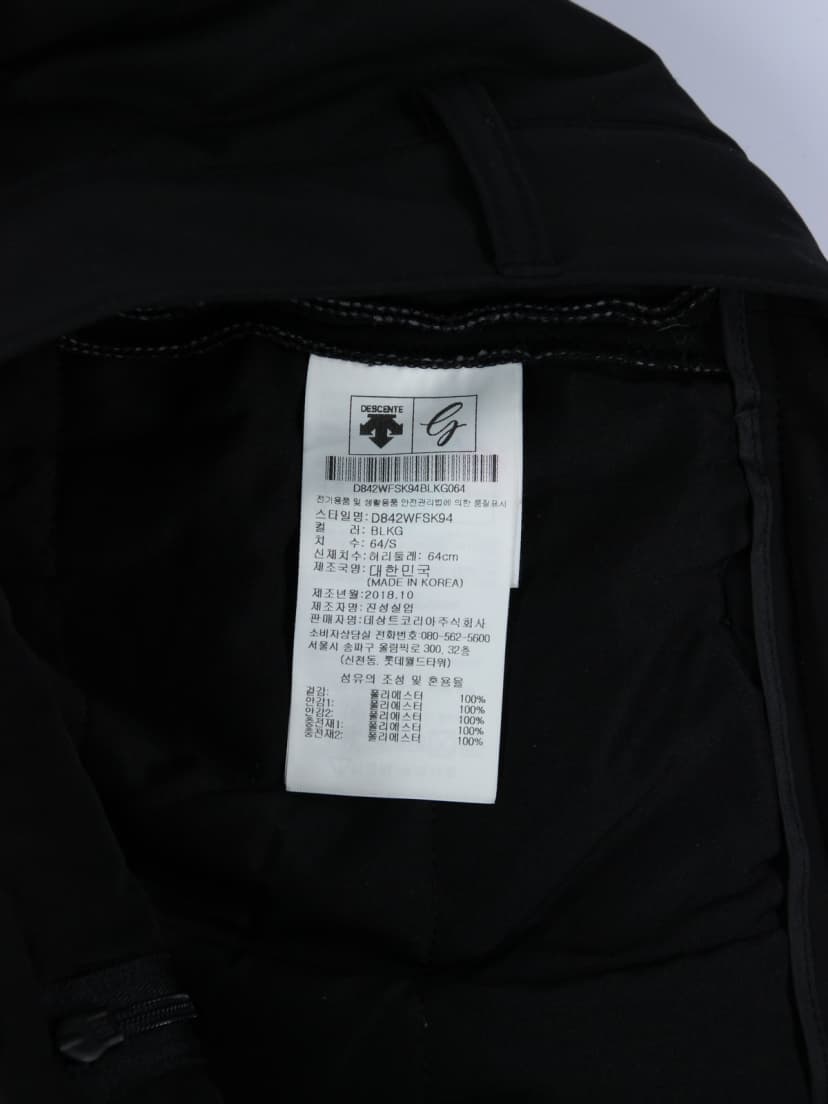 DESCENTE
D842WFSK94BLKG064
전기용품 및 생활용품 안전관리법에 의한 품질표시
스타일명: D842WFSK94
컬 러: BLKG
치 수: 64/S
신체치수: 허리둘레: 64cm
제조국명: 대한민국
(MADE IN KOREA)
제조년월: 2018.10
제조자명: 진성실업
판매자명: 데상트코리아주식회사
소비자상담실 전화번호: 080-562-5600
서울시 송파구 올림픽로 300, 32층
(신천동, 롯데월드타워)
섬유의 조성 및 혼용율
겉감: 폴리에스터 100%
안감1: 폴리에스터 100%
안감2: 폴리에스터 100%
충전재1: 폴리에스터 100%
충전재2: 폴리에스터 100%